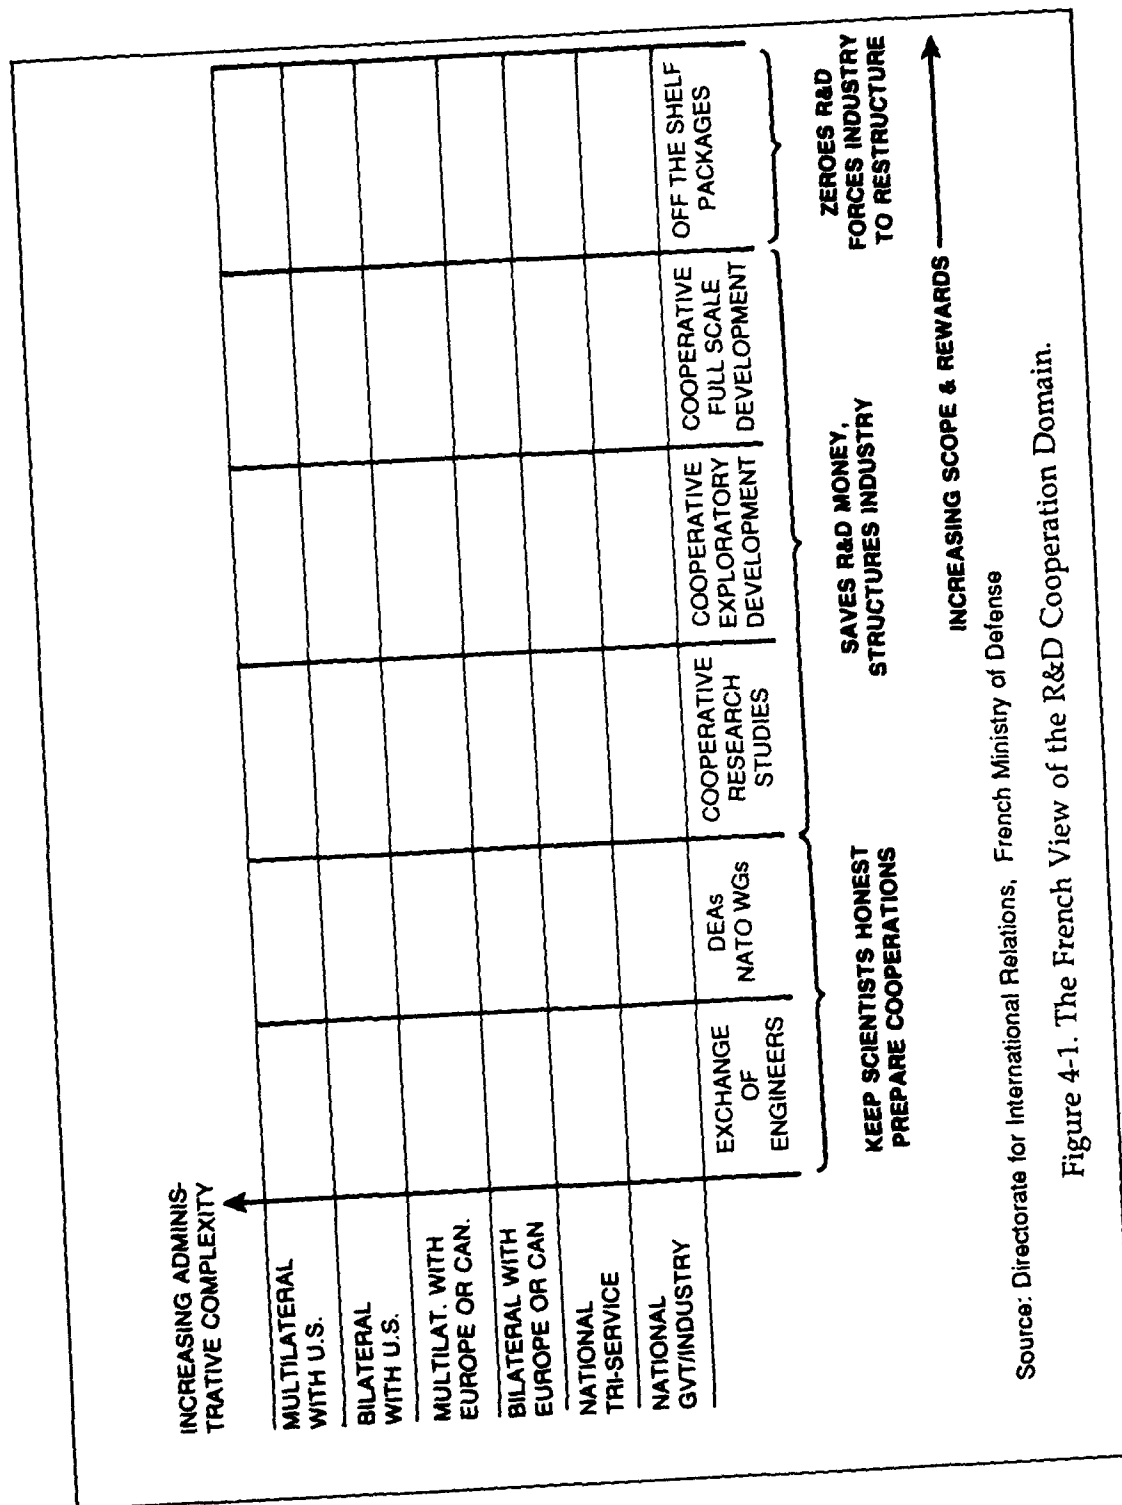 INCREASING ADMINIS-
TRATIVE COMPLEXITY
MULTILATERAL
WITH U.S.
BILATERAL
WITH U.S.
MULTILAT. WITH
EUROPE OR CAN.
BILATERAL WITH
EUROPE OR CAN
NATIONAL
TRI-SERVICE
NATIONAL
GVT/INDUSTRY
EXCHANGE
OF
ENGINEERS
DEAs
NATO WGs
COOPERATIVE
RESEARCH
STUDIES
COOPERATIVE
EXPLORATORY
DEVELOPMENT
COOPERATIVE
FULL SCALE
DEVELOPMENT
OFF THE SHELF
PACKAGES
KEEP SCIENTISTS HONEST
PREPARE COOPERATIONS
SAVES R&D MONEY,
STRUCTURES INDUSTRY
ZEROES R&D
FORCES INDUSTRY
TO RESTRUCTURE
INCREASING SCOPE & REWARDS
Source: Directorate for International Relations, French Ministry of Defense
Figure 4-1. The French View of the R&D Cooperation Domain.